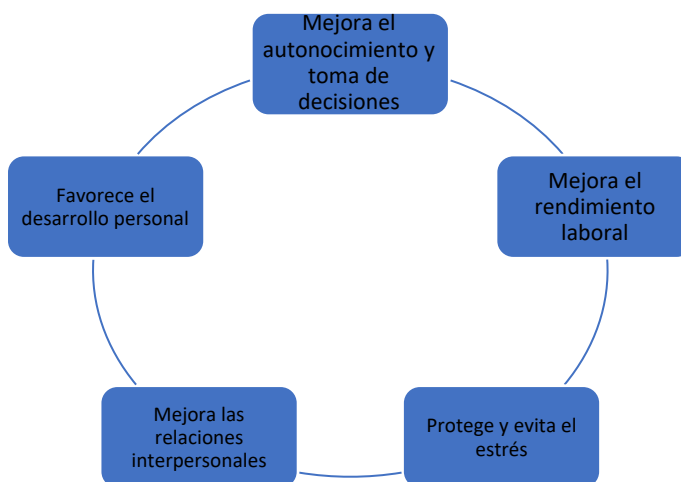 Mejora el
autonocimiento y
toma de
decisiones
Mejora el
rendimiento
laboral
Protege y evita el
estrés
Mejora las
relaciones
interpersonales
Favorece el
desarrollo personal